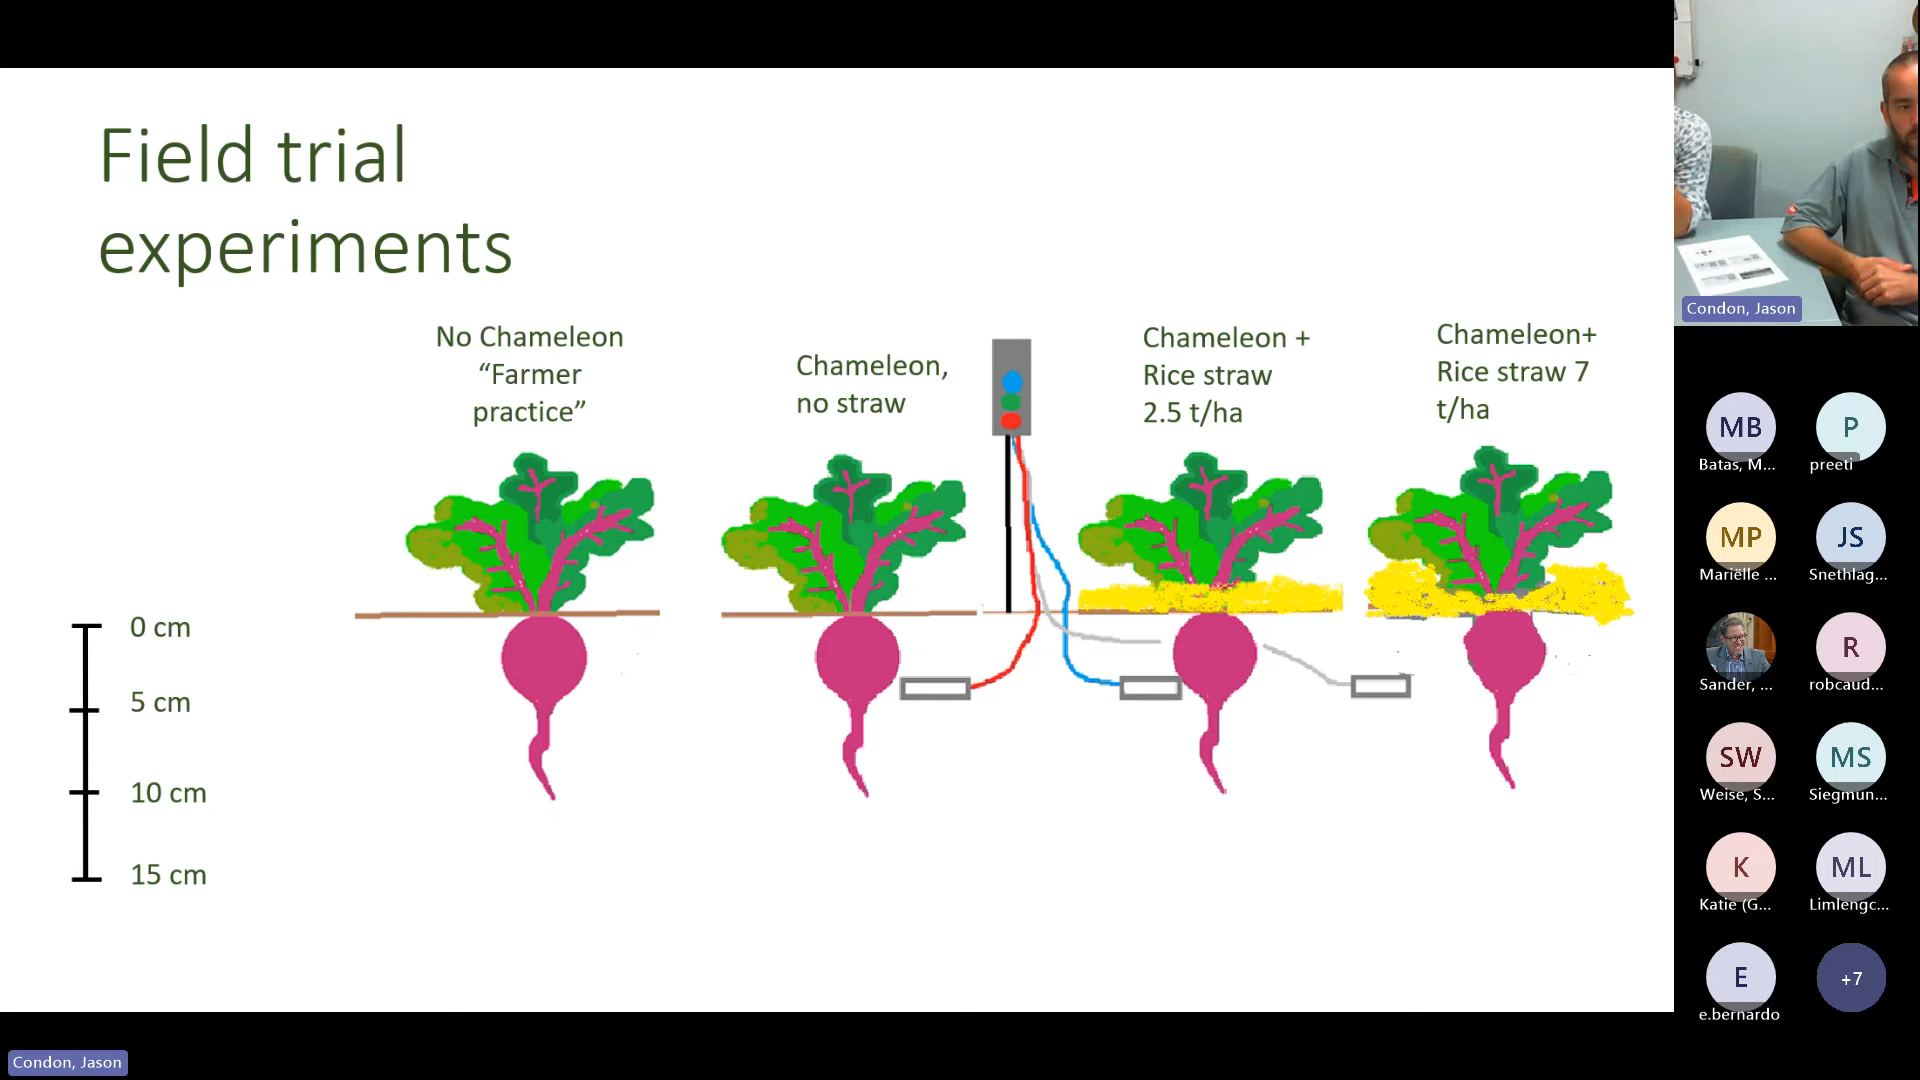 Field trial
experiments
No Chameleon
“Farmer
practice”
Chameleon,
no straw
Chameleon +
Rice straw
2.5 t/ha
Chameleon+
Rice straw 7
t/ha
0 cm
5 cm
10 cm
15 cm
Condon, Jason
MB
Batas, M...
P
preeti
MP
Mariëlle ...
JS
Snethlag...
Sander, ...
R
robcaud...
SW
Weise, S...
MS
Siegmun...
K
Katie (G...
ML
Limlengc...
E
e.bernardo
+7
Condon, Jason